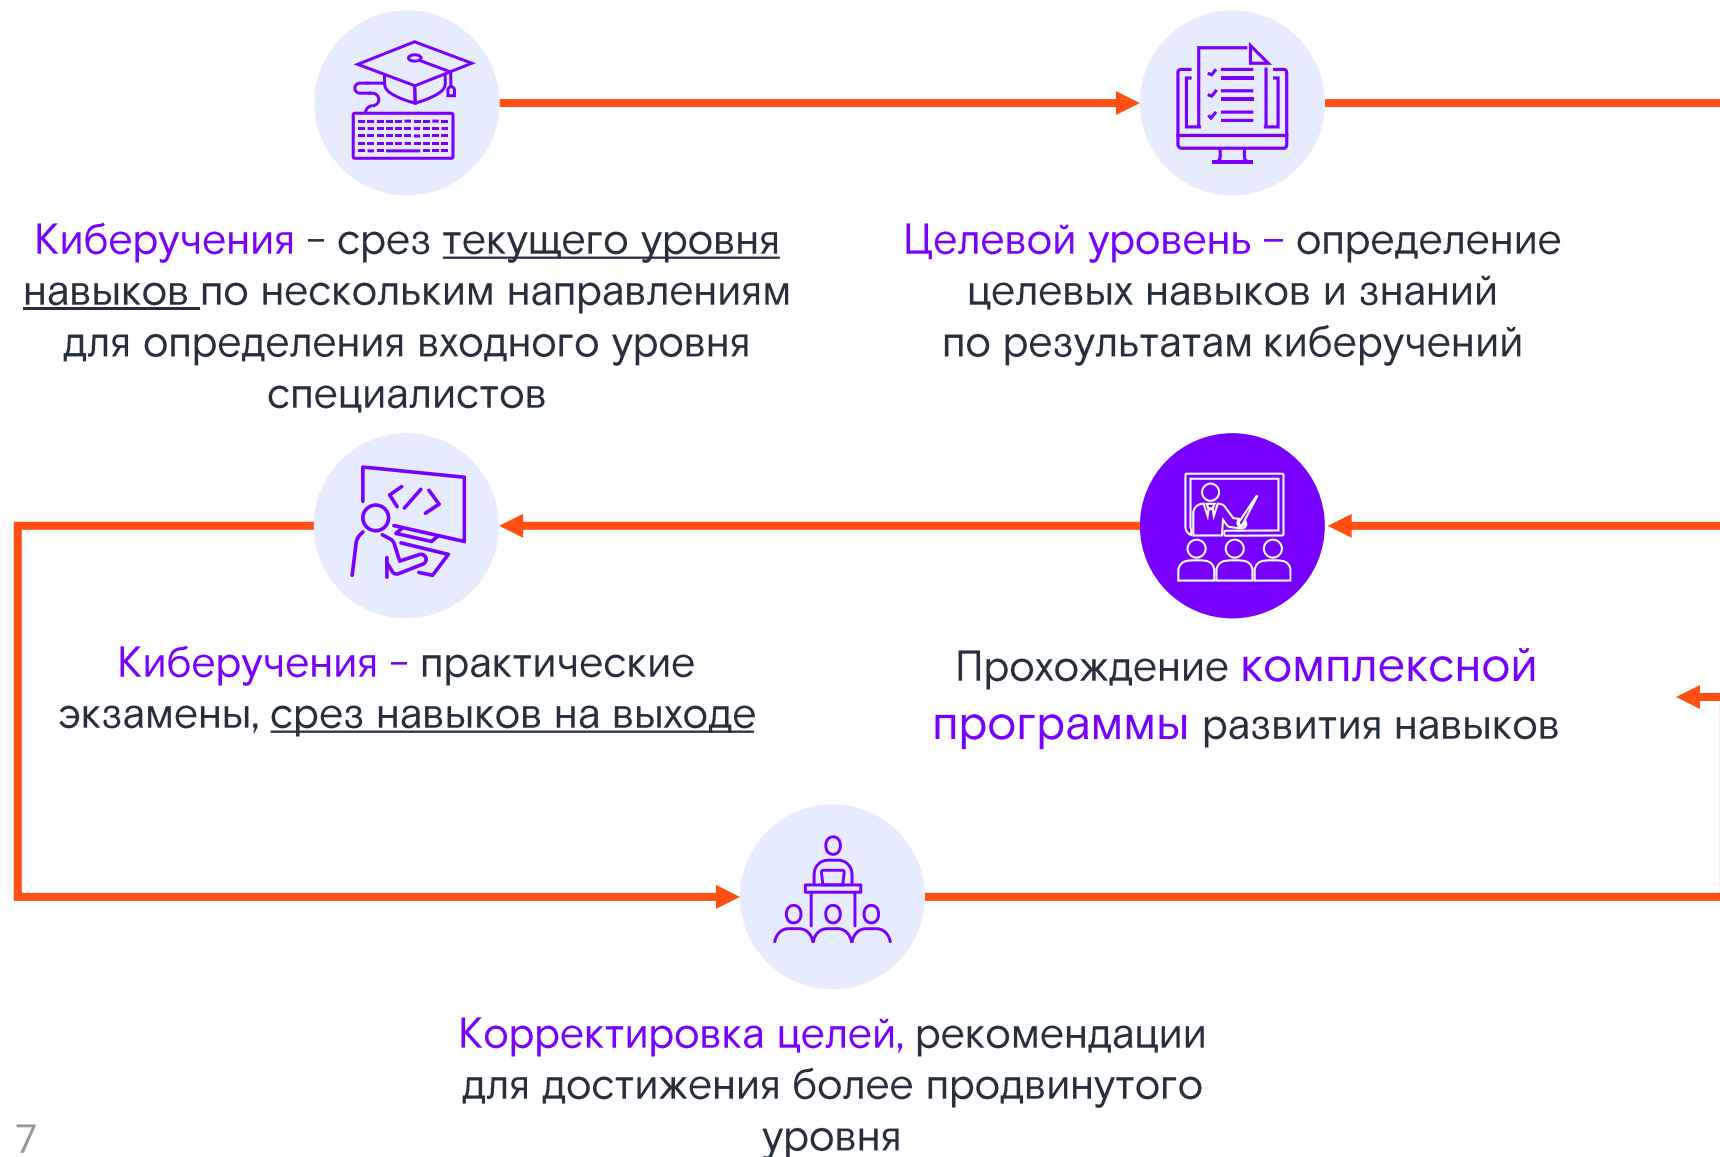 Киберучения – срез текущего уровня
навыков по нескольким направлениям
для определения входного уровня
специалистов
Целевой уровень – определение
целевых навыков и знаний
по результатам киберучений
Киберучения – практические
экзамены, срез навыков на выходе
Прохождение комплексной
программы развития навыков
Корректировка целей, рекомендации
для достижения более продвинутого
уровня
7